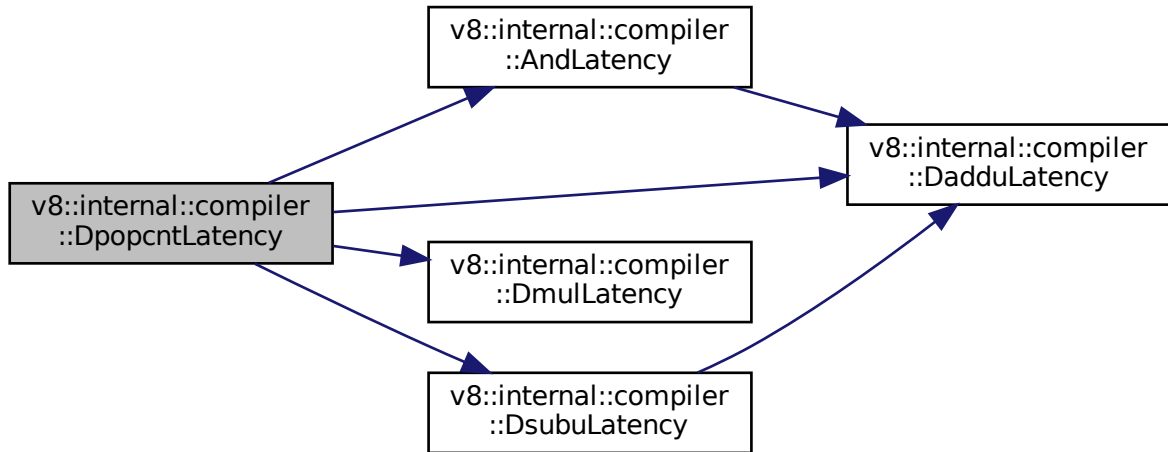 v8::internal::compiler
::AndLatency
v8::internal::compiler
::DadduLatency
v8::internal::compiler
::DpopcntLatency
v8::internal::compiler
::DmulLatency
v8::internal::compiler
::DsubuLatency